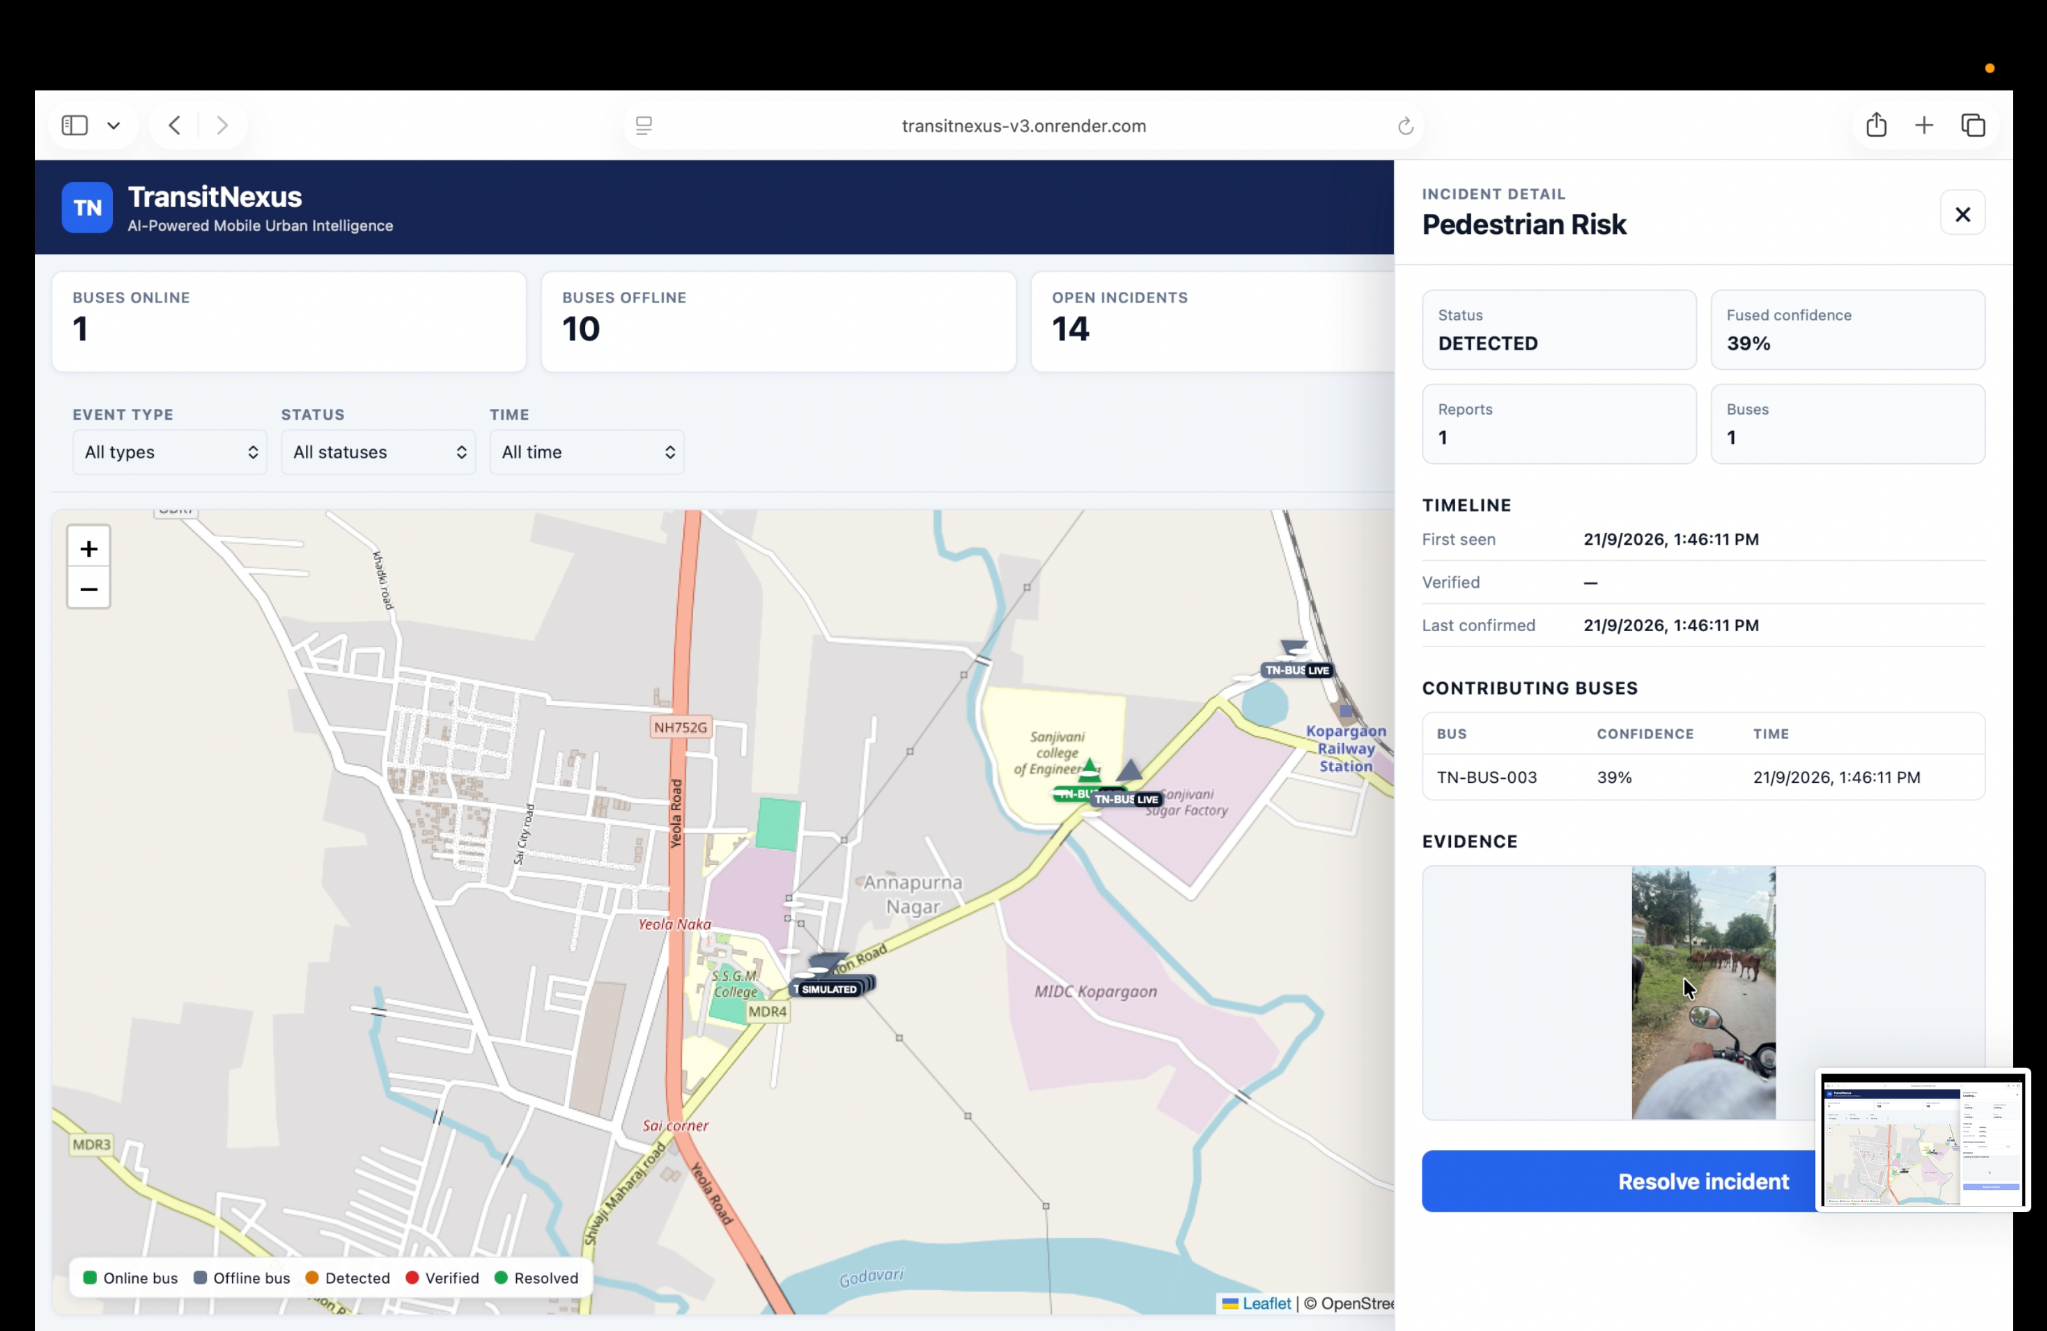 transitnexus-v3.onrender.com
TN
TransitNexus
AI-Powered Mobile Urban Intelligence
BUSES ONLINE
1
BUSES OFFLINE
10
OPEN INCIDENTS
14
EVENT TYPE
STATUS
TIME
All types
All statuses
All time
+
−
khadki road
NH752G
Yeola Road
Sai City road
Sanjivani
college
of Engineer
TN-BUS LIVE
Kopargaon
Railway
Station
TN-BU
TN-BUS LIVE
Sanjivani
Sugar Factory
Annapurna
Nagar
Yeola Naka
S.S.G.M.
College
SIMULATED
on Road
MDR4
MIDC Kopargaon
Sai corner
MDR3
Shivaji Maharaj road
Yeola Road
Godavari
Online bus
Offline bus
Detected
Verified
Resolved
Leaflet | © OpenStree
INCIDENT DETAIL
Pedestrian Risk
Status
DETECTED
Fused confidence
39%
Reports
1
Buses
1
TIMELINE
First seen 21/9/2026, 1:46:11 PM
Verified —
Last confirmed 21/9/2026, 1:46:11 PM
CONTRIBUTING BUSES
BUS CONFIDENCE TIME
TN-BUS-003 39% 21/9/2026, 1:46:11 PM
EVIDENCE
Resolve incident